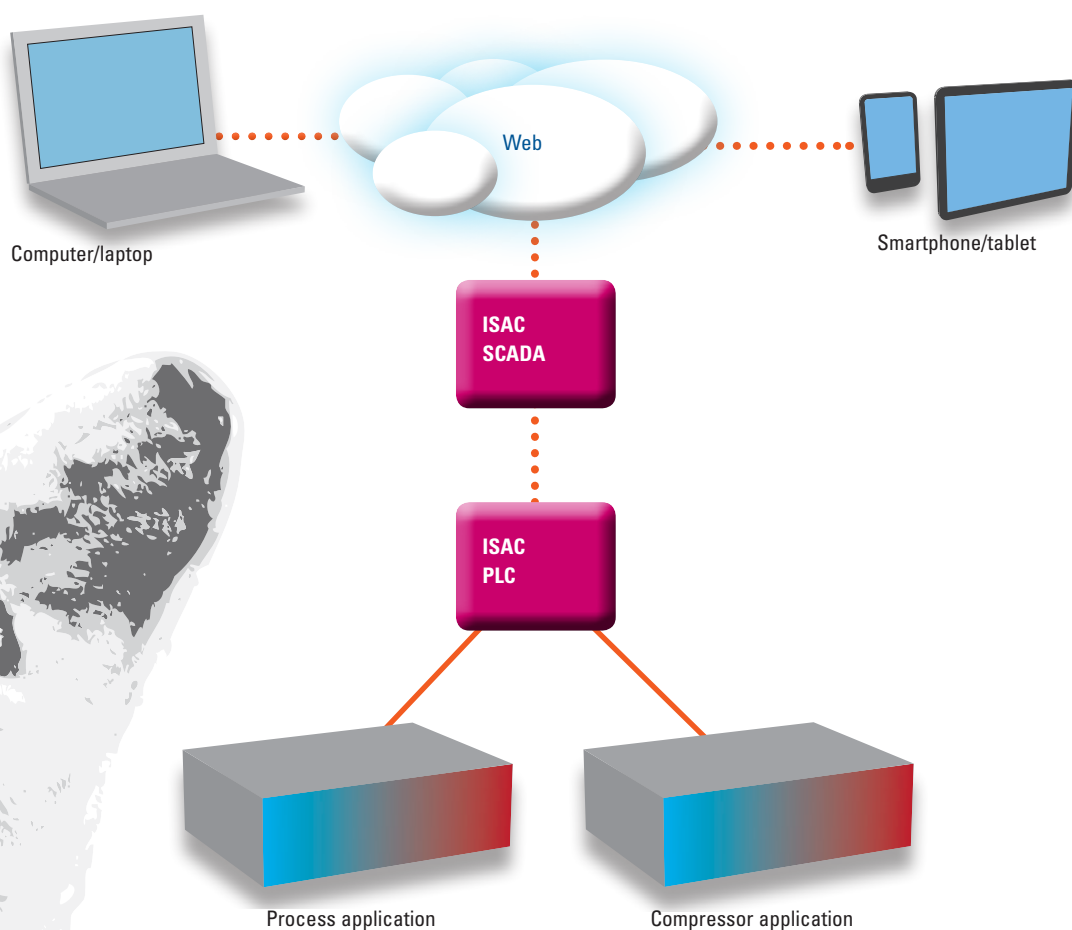 Web
Computer/laptop
Smartphone/tablet
ISAC
SCADA
ISAC
PLC
Process application
Compressor application